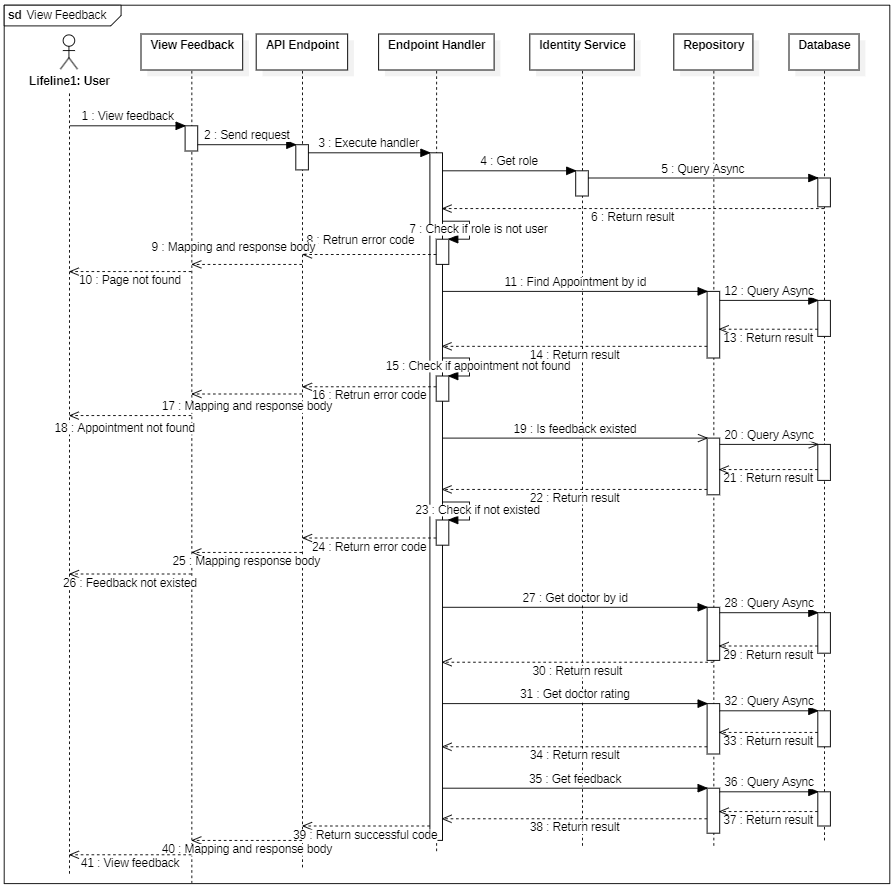 sd View Feedback
View Feedback
API Endpoint
Endpoint Handler
Identity Service
Repository
Database
Lifeline1: User
1 : View feedback
2 : Send request
3 : Execute handler
4 : Get role
5 : Query Async
6 : Return result
7 : Check if role is not user
8 : Retrun error code
9 : Mapping and response body
10 : Page not found
11 : Find Appointment by id
12 : Query Async
13 : Return result
14 : Return result
15 : Check if appointment not found
16 : Retrun error code
17 : Mapping and response body
18 : Appointment not found
19 : Is feedback existed
20 : Query Async
21 : Return result
22 : Return result
23 : Check if not existed
24 : Return error code
25 : Mapping response body
26 : Feedback not existed
27 : Get doctor by id
28 : Query Async
29 : Return result
30 : Return result
31 : Get doctor rating
32 : Query Async
33 : Return result
34 : Return result
35 : Get feedback
36 : Query Async
37 : Return result
38 : Return result
39 : Return successful code
40 : Mapping and response body
41 : View feedback